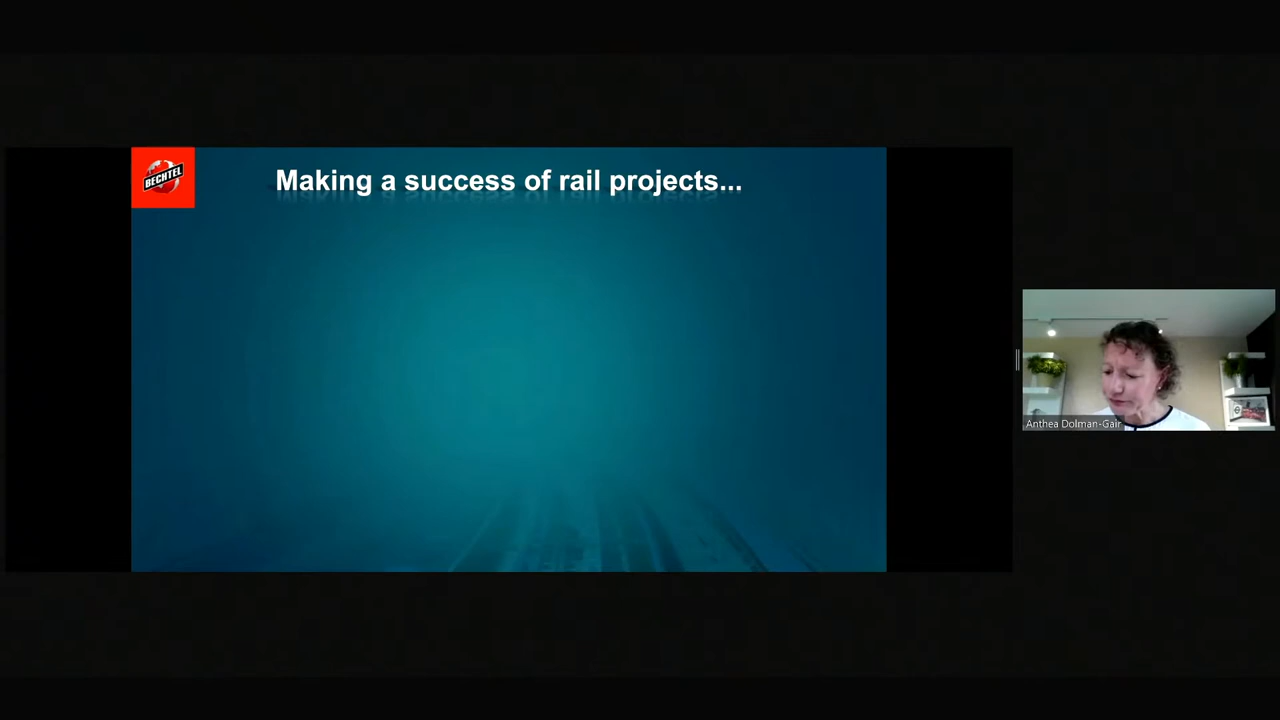 BECHTEL
Making a success of rail projects...
Anthea Dolman-Gair